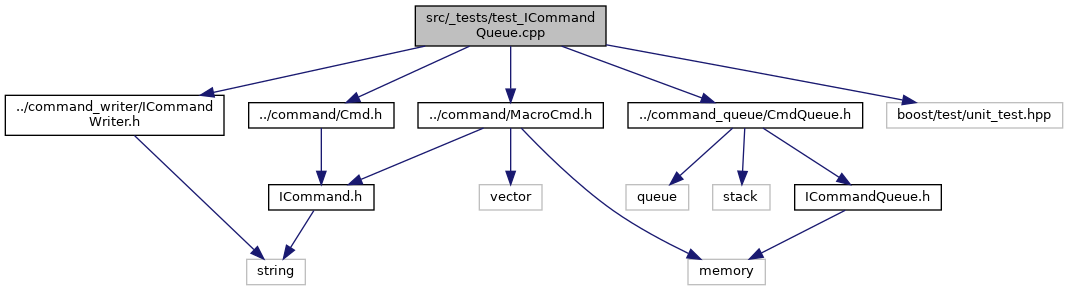 src/_tests/test_ICommand
Queue.cpp
../command_writer/ICommand
Writer.h
../command/Cmd.h
../command/MacroCmd.h
../command_queue/CmdQueue.h
boost/test/unit_test.hpp
ICommand.h
vector
queue
stack
ICommandQueue.h
string
memory